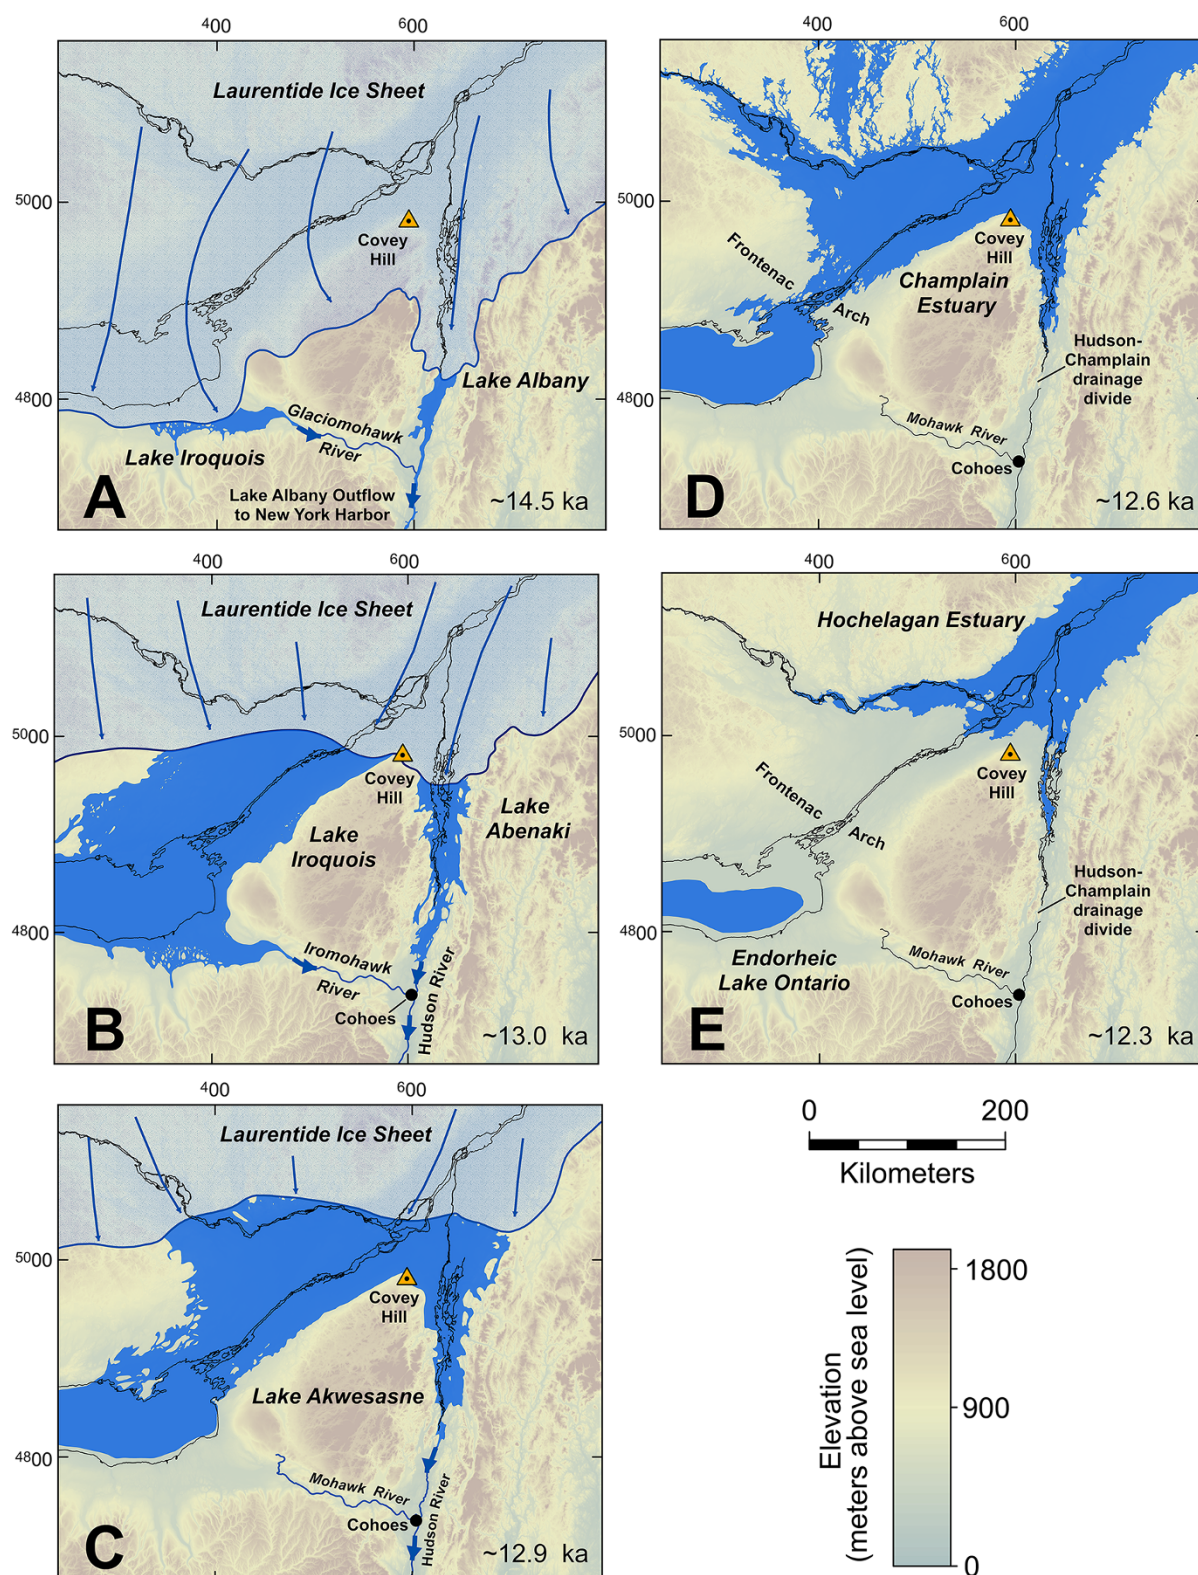 400
600
Laurentide Ice Sheet
5000
Covey
Hill
Lake Albany
4800
Glaciomohawk
River
Lake Iroquois
Lake Albany Outflow
to New York Harbor
A
~14.5 ka
400
600
Laurentide Ice Sheet
5000
Covey
Hill
Lake
Abenaki
Lake
Iroquois
4800
Iromohawk
River
Hudson River
Cohoes
B
~13.0 ka
400
600
Laurentide Ice Sheet
5000
Covey
Hill
Lake Akwesasne
4800
Mohawk River
Hudson River
Cohoes
C
~12.9 ka
400
600
5000
Covey
Hill
Frontenac
Arch
Champlain
Estuary
Hudson-
Champlain
drainage
divide
4800
Mohawk River
Cohoes
D
~12.6 ka
400
600
Hochelagan Estuary
5000
Covey
Hill
Frontenac
Arch
Hudson-
Champlain
drainage
divide
4800
Endorheic
Lake Ontario
Mohawk River
Cohoes
E
~12.3 ka
0
200
Kilometers
Elevation
(meters above sea level)
1800
900
0